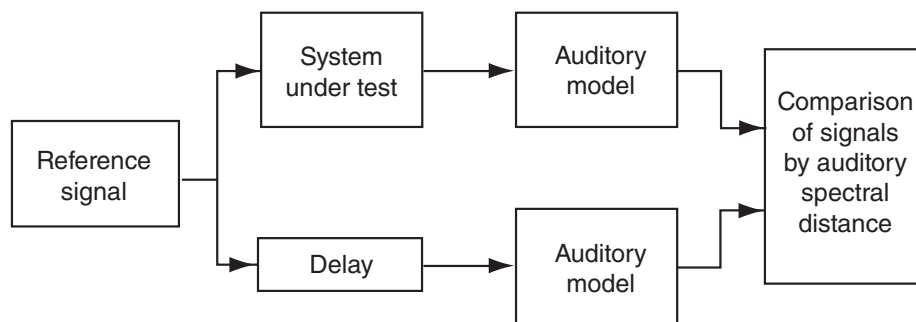 Reference
signal
System
under test
Auditory
model
Delay
Auditory
model
Comparison
of signals
by auditory
spectral
distance